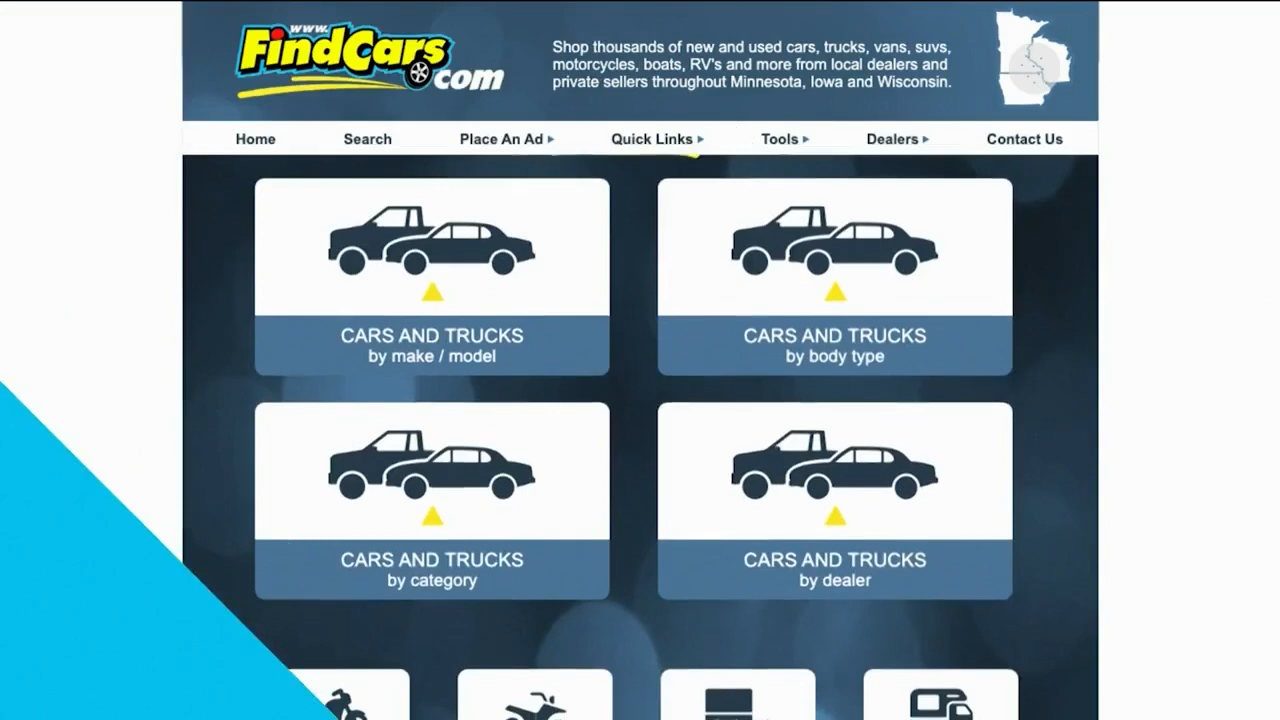 www.
FindCars
.com
Shop thousands of new and used cars, trucks, vans, suvs,
motorcycles, boats, RV's and more from local dealers and
private sellers throughout Minnesota, Iowa and Wisconsin.
Home Search Place An Ad Quick Links Tools Dealers Contact Us
CARS AND TRUCKS
by make / model
CARS AND TRUCKS
by body type
CARS AND TRUCKS
by category
CARS AND TRUCKS
by dealer